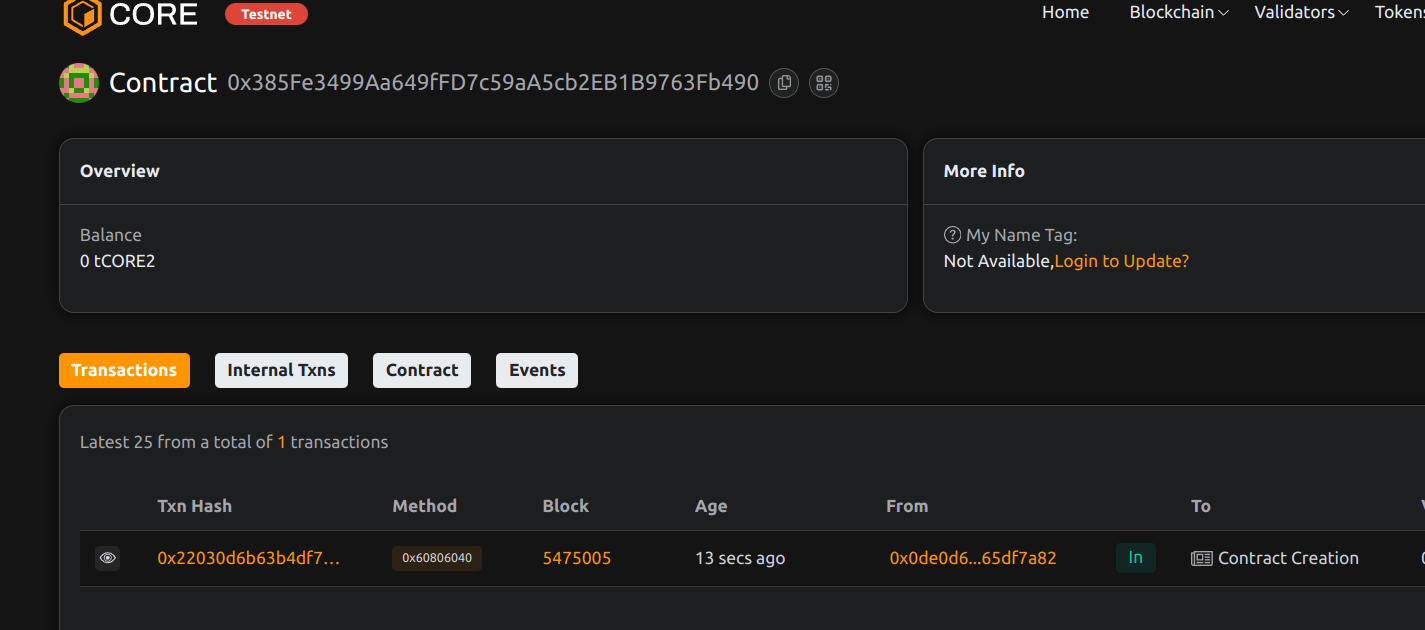 CORE Testnet Home Blockchain Validators Tokens
Contract 0x385Fe3499Aa649fFD7c59aA5cb2EB1B9763Fb490
Overview
Balance
0 tCORE2
More Info
My Name Tag:
Not Available,Login to Update?
Transactions Internal Txns Contract Events
Latest 25 from a total of 1 transactions
Txn Hash Method Block Age From To
0x22030d6b63b4df7... 0x60806040 5475005 13 secs ago 0x0de0d6...65df7a82 In Contract Creation